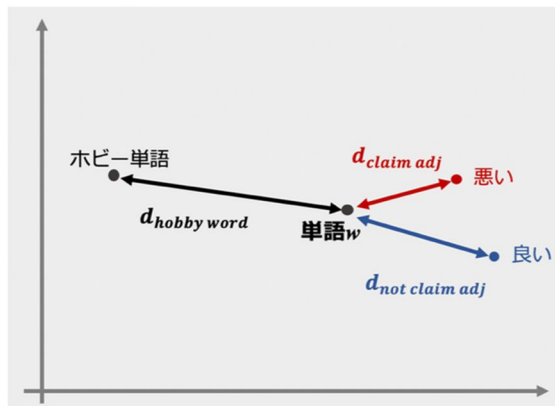 ホビー単語
d_claim adj
悪い
d_hobby word
単語w
良い
d_not claim adj